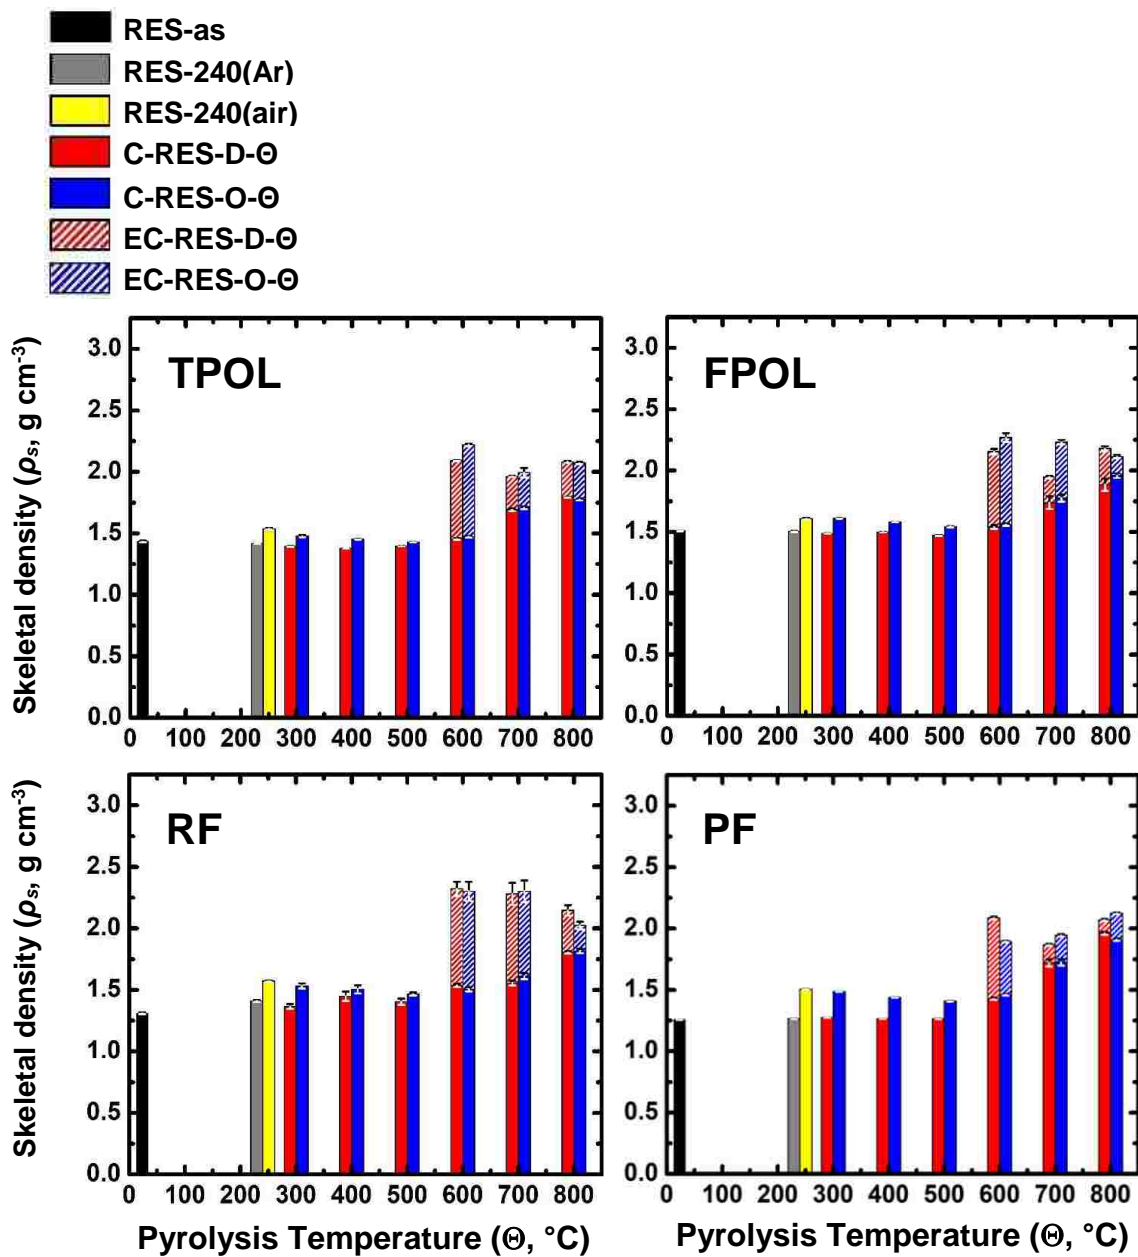 RES-as
RES-240(Ar)
RES-240(air)
C-RES-D-Θ
C-RES-O-Θ
EC-RES-D-Θ
EC-RES-O-Θ
Skeletal density (ρs, g cm-3)
3.0
2.5
2.0
1.5
1.0
0.5
0.0
TPOL
0 100 200 300 400 500 600 700 800
3.0
2.5
2.0
1.5
1.0
0.5
0.0
FPOL
0 100 200 300 400 500 600 700 800
Skeletal density (ρs, g cm-3)
3.0
2.5
2.0
1.5
1.0
0.5
0.0
RF
0 100 200 300 400 500 600 700 800
Pyrolysis Temperature (Θ, °C)
3.0
2.5
2.0
1.5
1.0
0.5
0.0
PF
0 100 200 300 400 500 600 700 800
Pyrolysis Temperature (Θ, °C)